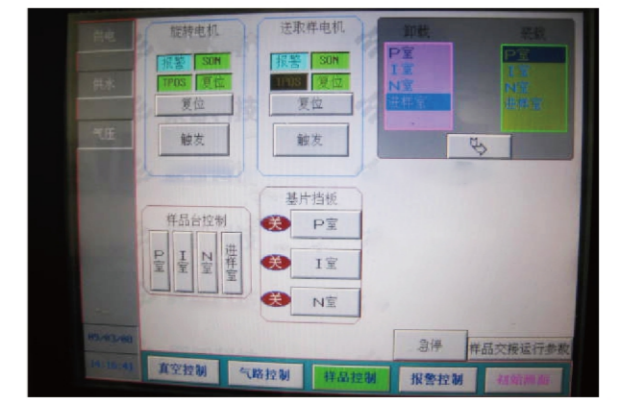 供电
供水
气压
旋转电机
报警 SON
TPOS 复位
复位
触发
送取样电机
报警 SON
TPOS 复位
复位
触发
卸载
P室
I室
N室
进样室
装载
P室
I室
N室
进样室
样品台控制
P室
I室
N室
进样室
基片挡板
关 P室
关 I室
关 N室
急停
样品交接运行参数
真空控制
气路控制
样品控制
报警控制
初始画面